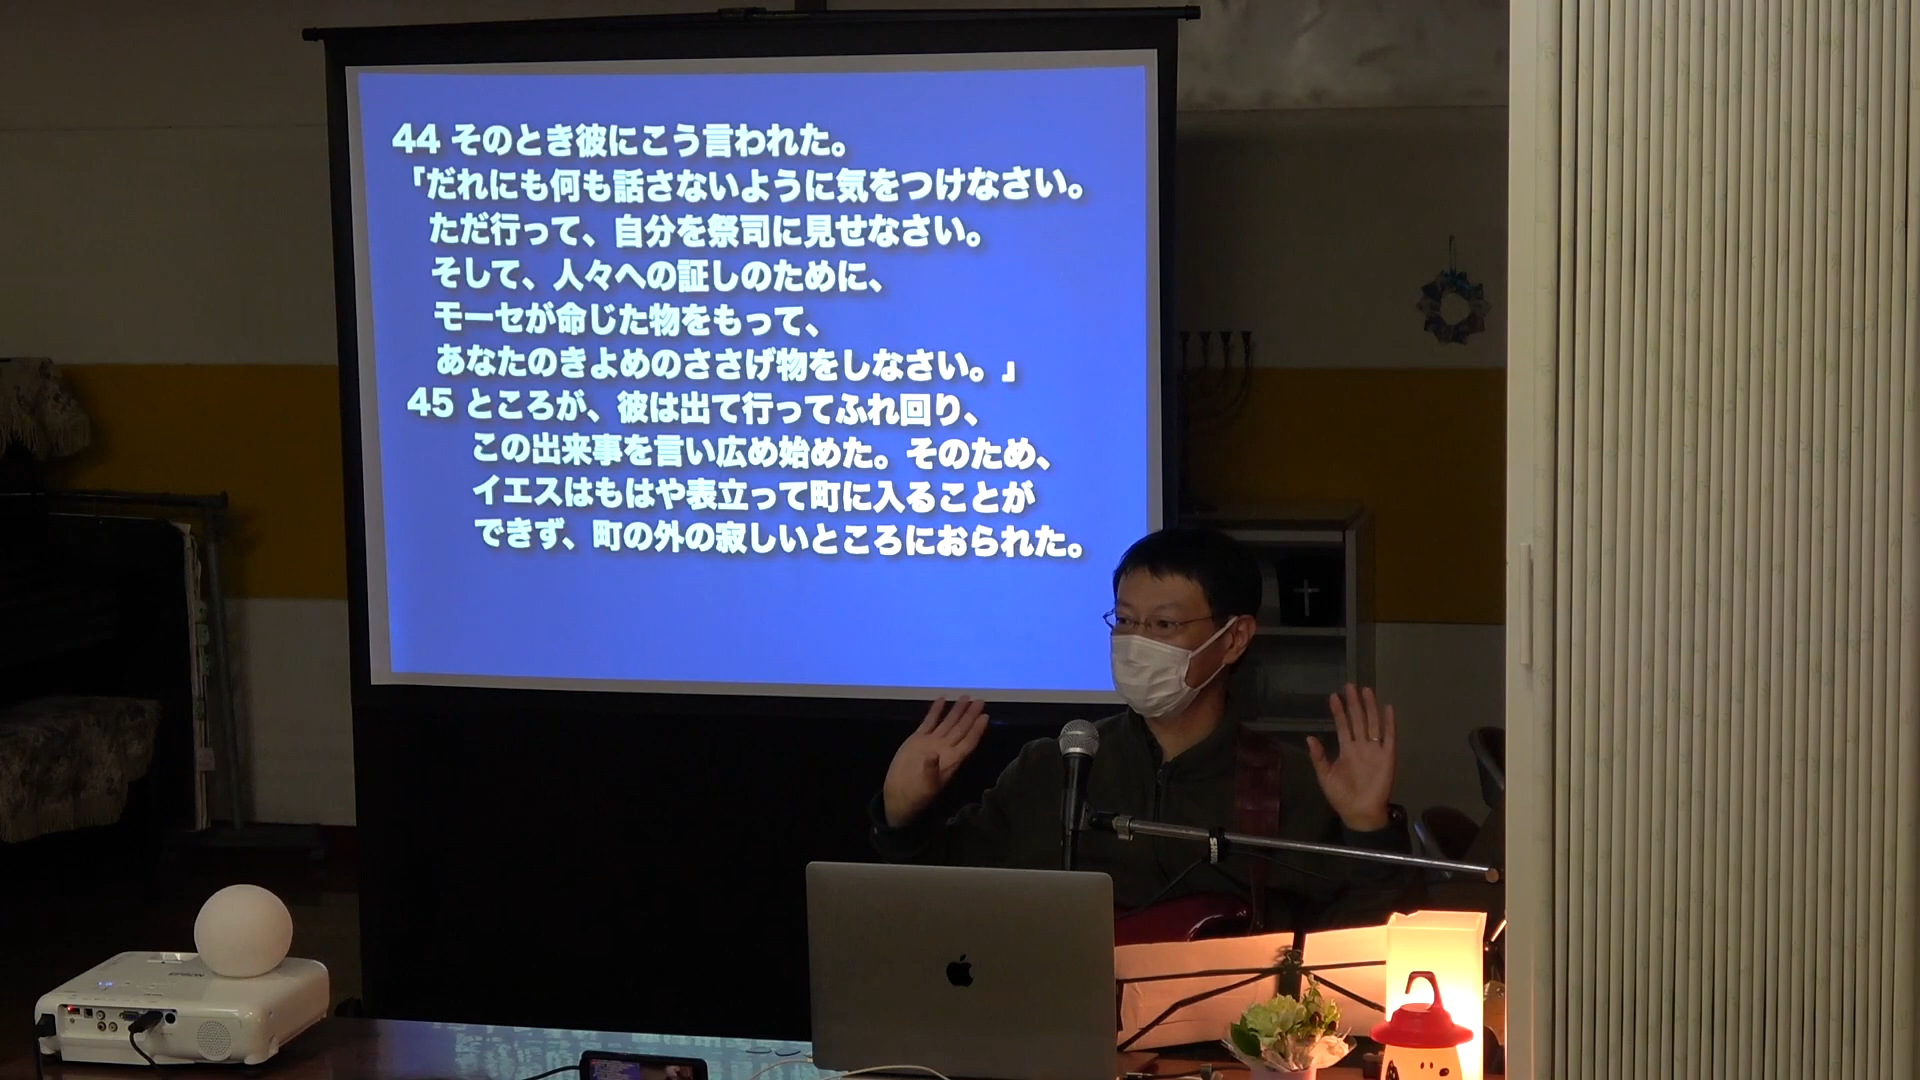 44 そのとき彼にこう言われた。
「だれにも何も話さないように気をつけなさい。
ただ行って、自分を祭司に見せなさい。
そして、人々への証しのために、
モーセが命じた物をもって、
あなたのきよめのささげ物をしなさい。」
45 ところが、彼は出て行ってふれ回り、
この出来事を言い広め始めた。そのため、
イエスはもはや表立って町に入ることが
できず、町の外の寂しいところにおられた。
EPSON